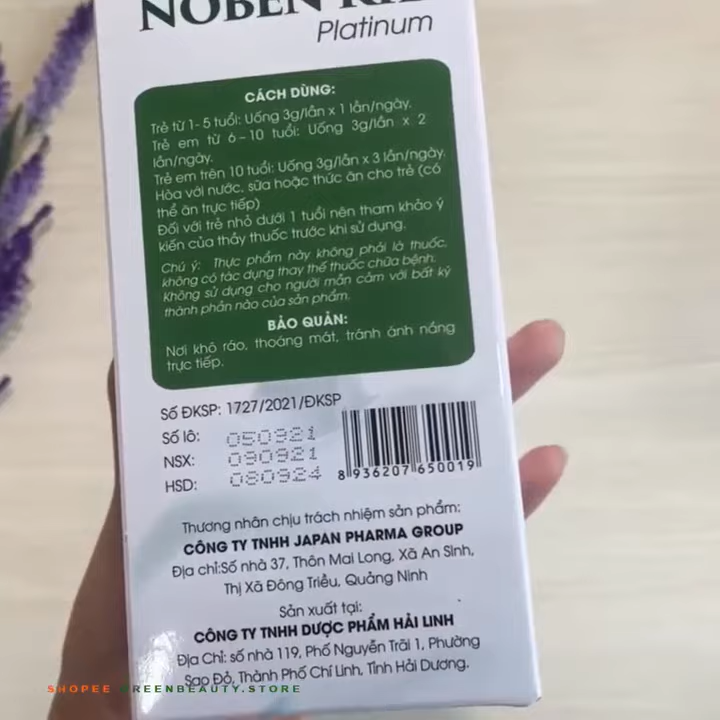 NOBEN
Platinum
CÁCH DÙNG:
Trẻ từ 1- 5 tuổi: Uống 3g/lần x 1 lần/ngày.
Trẻ em từ 6 – 10 tuổi: Uống 3g/lần x 2
lần/ngày.
Trẻ em trên 10 tuổi: Uống 3g/lần x 3 lần/ngày.
Hòa với nước, sữa hoặc thức ăn cho trẻ (có
thể ăn trực tiếp)
Đối với trẻ nhỏ dưới 1 tuổi nên tham khảo ý
kiến của thầy thuốc trước khi sử dụng.
Chú ý: Thực phẩm này không phải là thuốc,
không có tác dụng thay thế thuốc chữa bệnh.
Không sử dụng cho người mẫn cảm với bất kỳ
thành phần nào của sản phẩm.
BẢO QUẢN:
Nơi khô ráo, thoáng mát, tránh ánh nắng
trực tiếp.
Số ĐKSP: 1727/2021/ĐKSP
Số lô: 050921
NSX: 090921
HSD: 080924
8 936207 650019
Thương nhân chịu trách nhiệm sản phẩm:
CÔNG TY TNHH JAPAN PHARMA GROUP
Địa chỉ:Số nhà 37, Thôn Mai Long, Xã An Sinh,
Thị Xã Đông Triều, Quảng Ninh
Sản xuất tại:
CÔNG TY TNHH DƯỢC PHẨM HẢI LINH
Địa Chỉ: số nhà 119, Phố Nguyễn Trãi 1, Phường
Sao Đỏ, Thành Phố Chí Linh, Tỉnh Hải Dương.
SHOPEE GREENBEAUTY.STORE